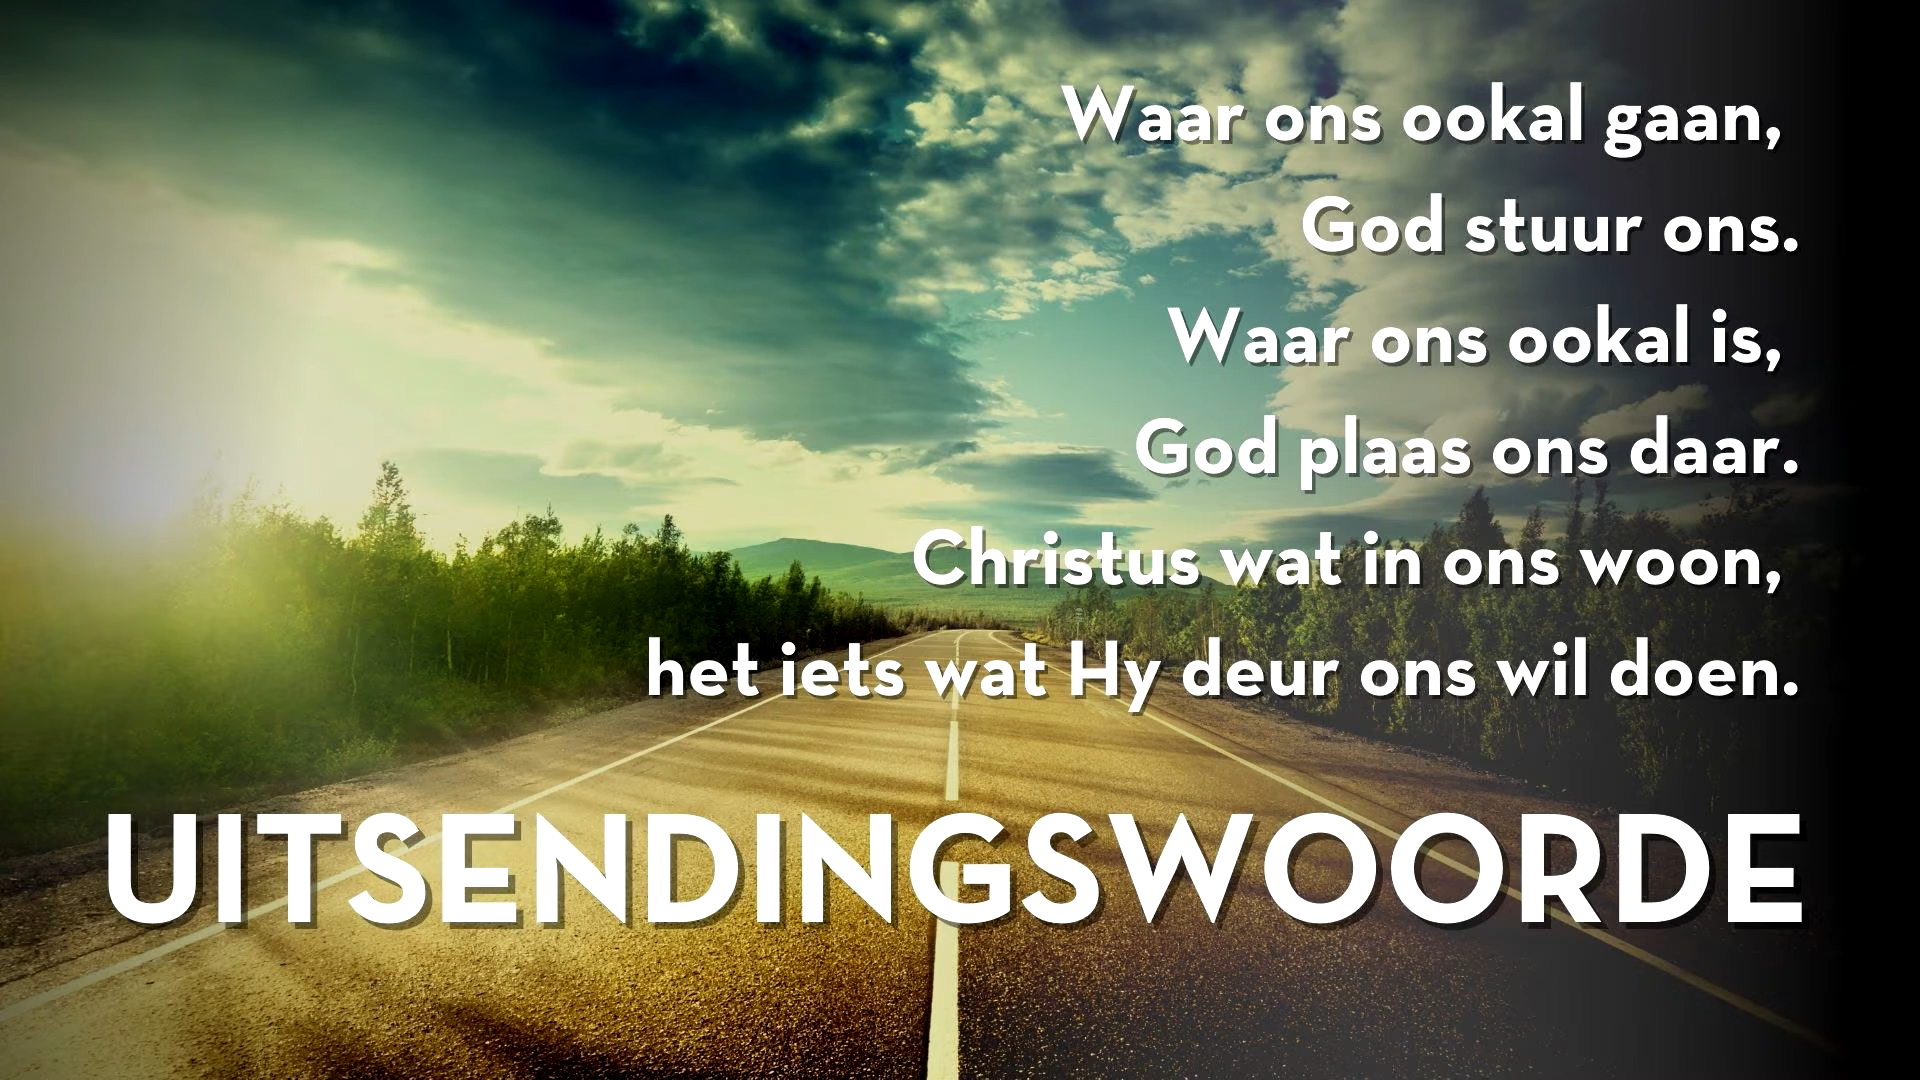 Waar ons ookal gaan,
God stuur ons.
Waar ons ookal is,
God plaas ons daar.
Christus wat in ons woon,
het iets wat Hy deur ons wil doen.
UITSENDINGSWOORDE